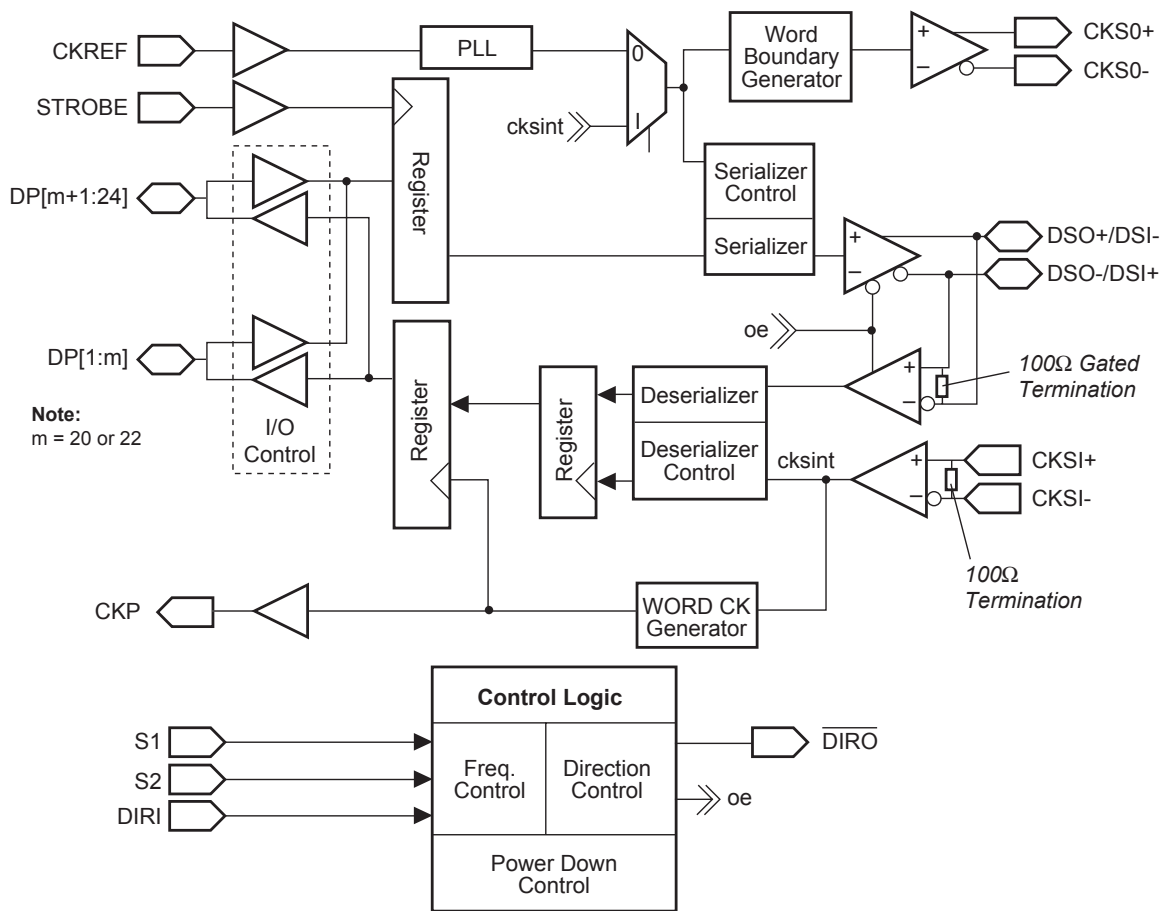 CKREF
PLL
0
Word
Boundary
Generator
+
−
CKS0+
CKS0-
STROBE
cksint
I
Register
Serializer
Control
Serializer
DP[m+1:24]
+
−
DSO+/DSI-
DSO-/DSI+
oe
DP[1:m]
Note:
m = 20 or 22
I/O
Control
Register
Register
Deserializer
Deserializer
Control
+
−
100Ω Gated
Termination
cksint
+
−
CKSI+
CKSI-
100Ω
Termination
CKP
WORD CK
Generator
Control Logic
S1
S2
DIRI
Freq.
Control
Direction
Control
DIRO
oe
Power Down
Control